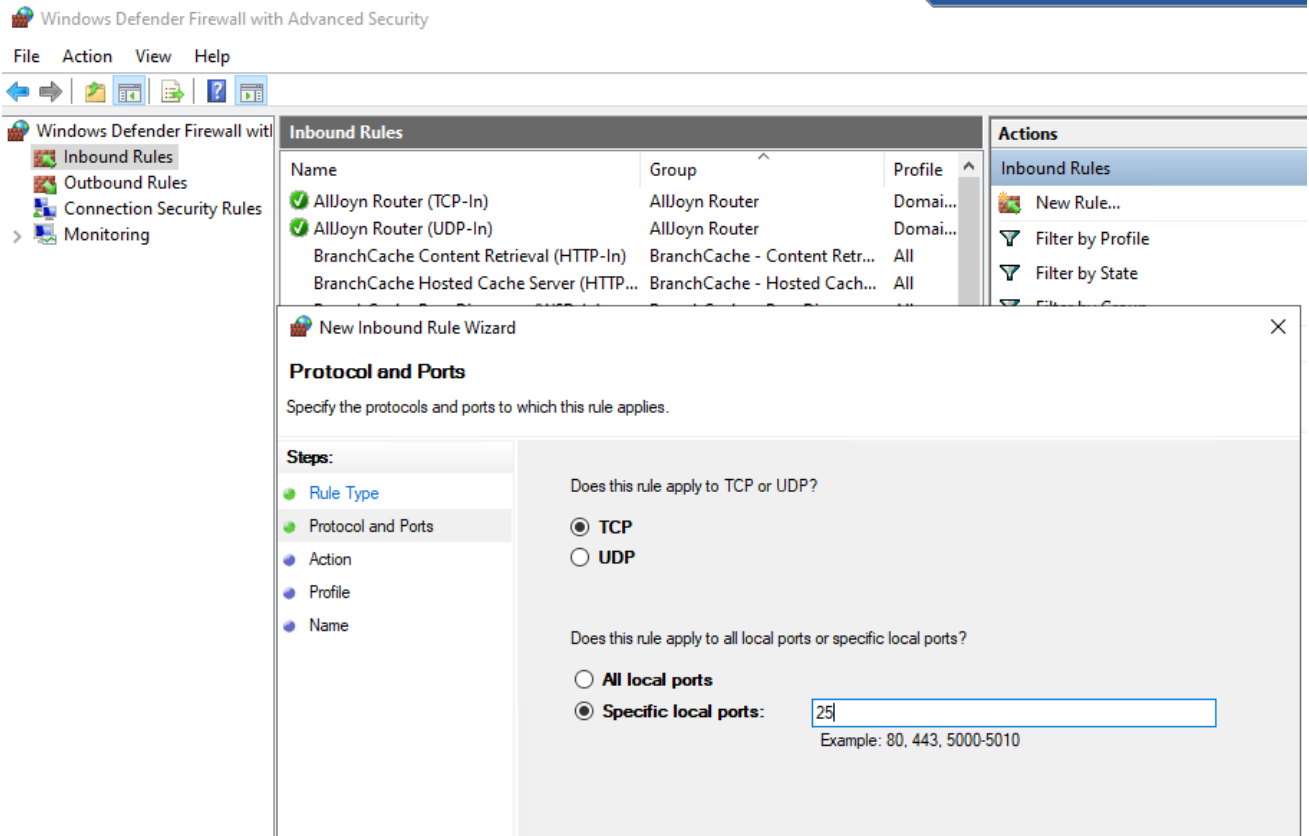 Windows Defender Firewall with Advanced Security
File Action View Help
Windows Defender Firewall witl
Inbound Rules
Outbound Rules
Connection Security Rules
Monitoring
Inbound Rules
Name Group Profile
AllJoyn Router (TCP-In) AllJoyn Router Domai...
AllJoyn Router (UDP-In) AllJoyn Router Domai...
BranchCache Content Retrieval (HTTP-In) BranchCache - Content Retr... All
BranchCache Hosted Cache Server (HTTP... BranchCache - Hosted Cach... All
Actions
Inbound Rules
New Rule...
Filter by Profile
Filter by State
Filter by Group
New Inbound Rule Wizard
Protocol and Ports
Specify the protocols and ports to which this rule applies.
Steps:
Rule Type
Protocol and Ports
Action
Profile
Name
Does this rule apply to TCP or UDP?
TCP
UDP
Does this rule apply to all local ports or specific local ports?
All local ports
Specific local ports: 25
Example: 80, 443, 5000-5010